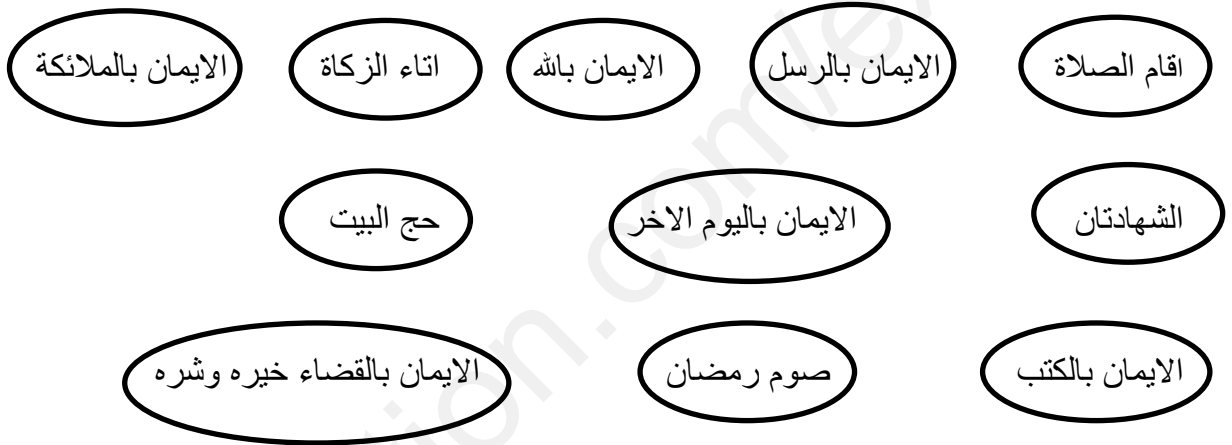 اقام الصلاة
الايمان بالرسل
الايمان بالله
اتاء الزكاة
الايمان بالملائكة
الشهادتان
الايمان باليوم الاخر
حج البيت
الايمان بالكتب
صوم رمضان
الايمان بالقضاء خيره وشره